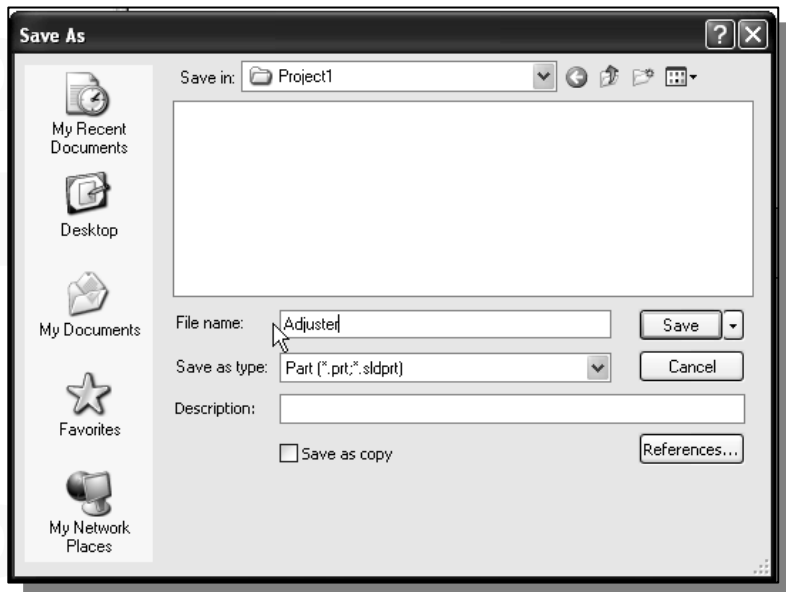 Save As
Save in: Project1
My Recent
Documents
Desktop
My Documents
Favorites
My Network
Places
File name: Adjuster Save
Save as type: Part (*.prt;*.sldprt) Cancel
Description:
Save as copy References...